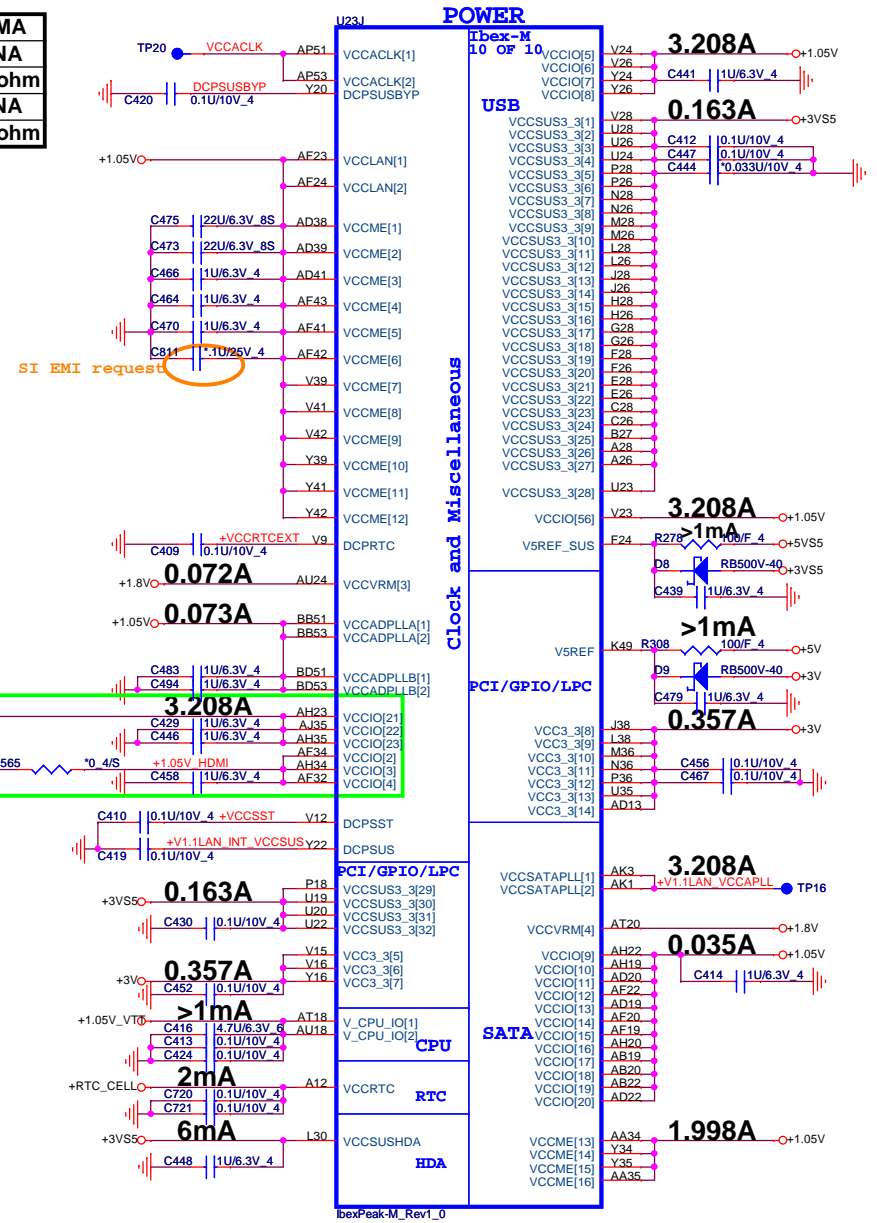 MA
NA
ohm
NA
ohm
POWER
U23J
Ibex-M
10 OF 10
TP20 VCCACLK AP51 VCCACLK[1]
AP53 VCCACLK[2]
DCPSUSBYP Y20 DCPSUSBYP
C420 0.1U/10V_4
+1.05V AF23 VCCLAN[1]
AF24 VCCLAN[2]
C475 22U/6.3V_8S AD38 VCCME[1]
C473 22U/6.3V_8S AD39 VCCME[2]
C466 1U/6.3V_4 AD41 VCCME[3]
C464 1U/6.3V_4 AF43 VCCME[4]
C470 1U/6.3V_4 AF41 VCCME[5]
C811 *.1U/25V_4 AF42 VCCME[6]
SI EMI request
V39 VCCME[7]
V41 VCCME[8]
V42 VCCME[9]
Y39 VCCME[10]
Y41 VCCME[11]
Y42 VCCME[12]
+VCCRTCEXT V9 DCPRTC
C409 0.1U/10V_4
+1.8V 0.072A AU24 VCCVRM[3]
+1.05V 0.073A BB51 VCCADPLLA[1]
BB53 VCCADPLLA[2]
C483 1U/6.3V_4 BD51 VCCADPLLB[1]
C494 1U/6.3V_4 BD53 VCCADPLLB[2]
3.208A AH23 VCCIO[21]
C429 1U/6.3V_4 AJ35 VCCIO[22]
C446 1U/6.3V_4 AH35 VCCIO[23]
AF34 VCCIO[2]
565 *0_4/S +1.05V_HDMI AH34 VCCIO[3]
C458 1U/6.3V_4 AF32 VCCIO[4]
C410 0.1U/10V_4 +VCCSST V12 DCPSST
+V1.1LAN_INT_VCCSUS Y22 DCPSUS
C419 0.1U/10V_4
PCI/GPIO/LPC
+3VS5 0.163A P18 VCCSUS3_3[29]
U19 VCCSUS3_3[30]
U20 VCCSUS3_3[31]
C430 0.1U/10V_4 U22 VCCSUS3_3[32]
V15 VCC3_3[5]
+3V 0.357A V16 VCC3_3[6]
Y16 VCC3_3[7]
C452 0.1U/10V_4
+1.05V_VTT >1mA AT18 V_CPU_IO[1]
C416 4.7U/6.3V_6 AU18 V_CPU_IO[2]
C413 0.1U/10V_4 CPU
C424 0.1U/10V_4
+RTC_CELL 2mA A12 VCCRTC
C720 0.1U/10V_4 RTC
C721 0.1U/10V_4
+3VS5 6mA L30 VCCSUSHDA
C448 1U/6.3V_4 HDA
IbexPeak-M_Rev1_0
Clock and Miscellaneous
VCCIO[5] V24 3.208A +1.05V
VCCIO[6] V26
VCCIO[7] Y24 C441 1U/6.3V_4
VCCIO[8] Y26
USB
VCCSUS3_3[1] V28 0.163A +3VS5
VCCSUS3_3[2] U28
VCCSUS3_3[3] U26 C412 0.1U/10V_4
VCCSUS3_3[4] U24 C447 0.1U/10V_4
VCCSUS3_3[5] P28 C444 *0.033U/10V_4
VCCSUS3_3[6] P26
VCCSUS3_3[7] N28
VCCSUS3_3[8] N26
VCCSUS3_3[9] M28
VCCSUS3_3[10] M26
VCCSUS3_3[11] L28
VCCSUS3_3[12] L26
VCCSUS3_3[13] J28
VCCSUS3_3[14] J26
VCCSUS3_3[15] H28
VCCSUS3_3[16] H26
VCCSUS3_3[17] G28
VCCSUS3_3[18] G26
VCCSUS3_3[19] F28
VCCSUS3_3[20] F26
VCCSUS3_3[21] E28
VCCSUS3_3[22] E26
VCCSUS3_3[23] C28
VCCSUS3_3[24] C26
VCCSUS3_3[25] B27
VCCSUS3_3[26] A28
VCCSUS3_3[27] A26
VCCSUS3_3[28] U23
VCCIO[56] V23 3.208A +1.05V
>1mA
V5REF_SUS F24 R278 100/F_4 +5VS5
D8 RB500V-40 +3VS5
C439 1U/6.3V_4
>1mA
V5REF K49 R308 100/F_4 +5V
D9 RB500V-40 +3V
PCI/GPIO/LPC
C479 1U/6.3V_4
VCC3_3[8] J38 0.357A +3V
VCC3_3[9] L38
VCC3_3[10] M36
VCC3_3[11] N36 C456 0.1U/10V_4
VCC3_3[12] P36 C467 0.1U/10V_4
VCC3_3[13] U35
VCC3_3[14] AD13
VCCSATAPLL[1] AK3 3.208A
VCCSATAPLL[2] AK1 +V1.1LAN_VCCAPLL TP16
VCCVRM[4] AT20 +1.8V
VCCIO[9] AH22 0.035A +1.05V
VCCIO[10] AH19
VCCIO[11] AD20 C414 1U/6.3V_4
VCCIO[12] AF22
VCCIO[13] AD19
VCCIO[14] AF20
SATA
VCCIO[15] AF19
VCCIO[16] AH20
VCCIO[17] AB19
VCCIO[18] AB20
VCCIO[19] AB22
VCCIO[20] AD22
VCCME[13] AA34 1.998A +1.05V
VCCME[14] Y34
VCCME[15] Y35
VCCME[16] AA35